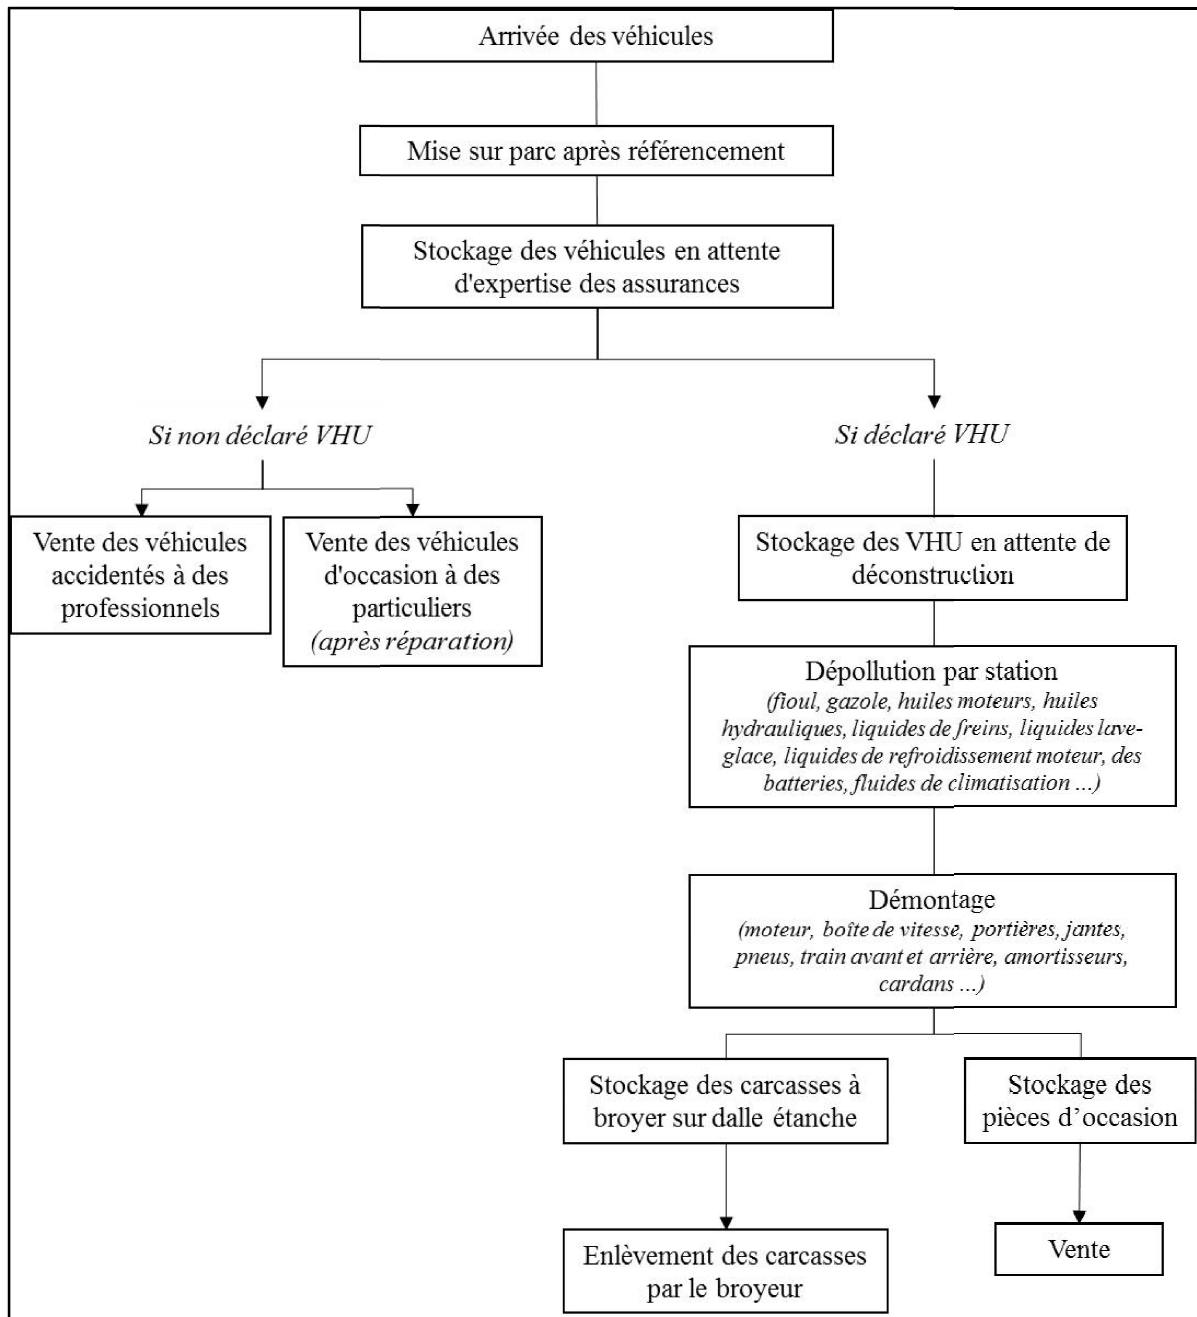 Arrivée des véhicules
Mise sur parc après référencement
Stockage des véhicules en attente
d'expertise des assurances
Si non déclaré VHU
Si déclaré VHU
Vente des véhicules
accidentés à des
professionnels
Vente des véhicules
d'occasion à des
particuliers
(après réparation)
Stockage des VHU en attente de
déconstruction
Dépollution par station
(fioul, gazole, huiles moteurs, huiles
hydrauliques, liquides de freins, liquides lave-
glace, liquides de refroidissement moteur, des
batteries, fluides de climatisation ...)
Démontage
(moteur, boîte de vitesse, portières, jantes,
pneus, train avant et arrière, amortisseurs,
cardans ...)
Stockage des carcasses à
broyer sur dalle étanche
Stockage des
pièces d’occasion
Enlèvement des carcasses
par le broyeur
Vente